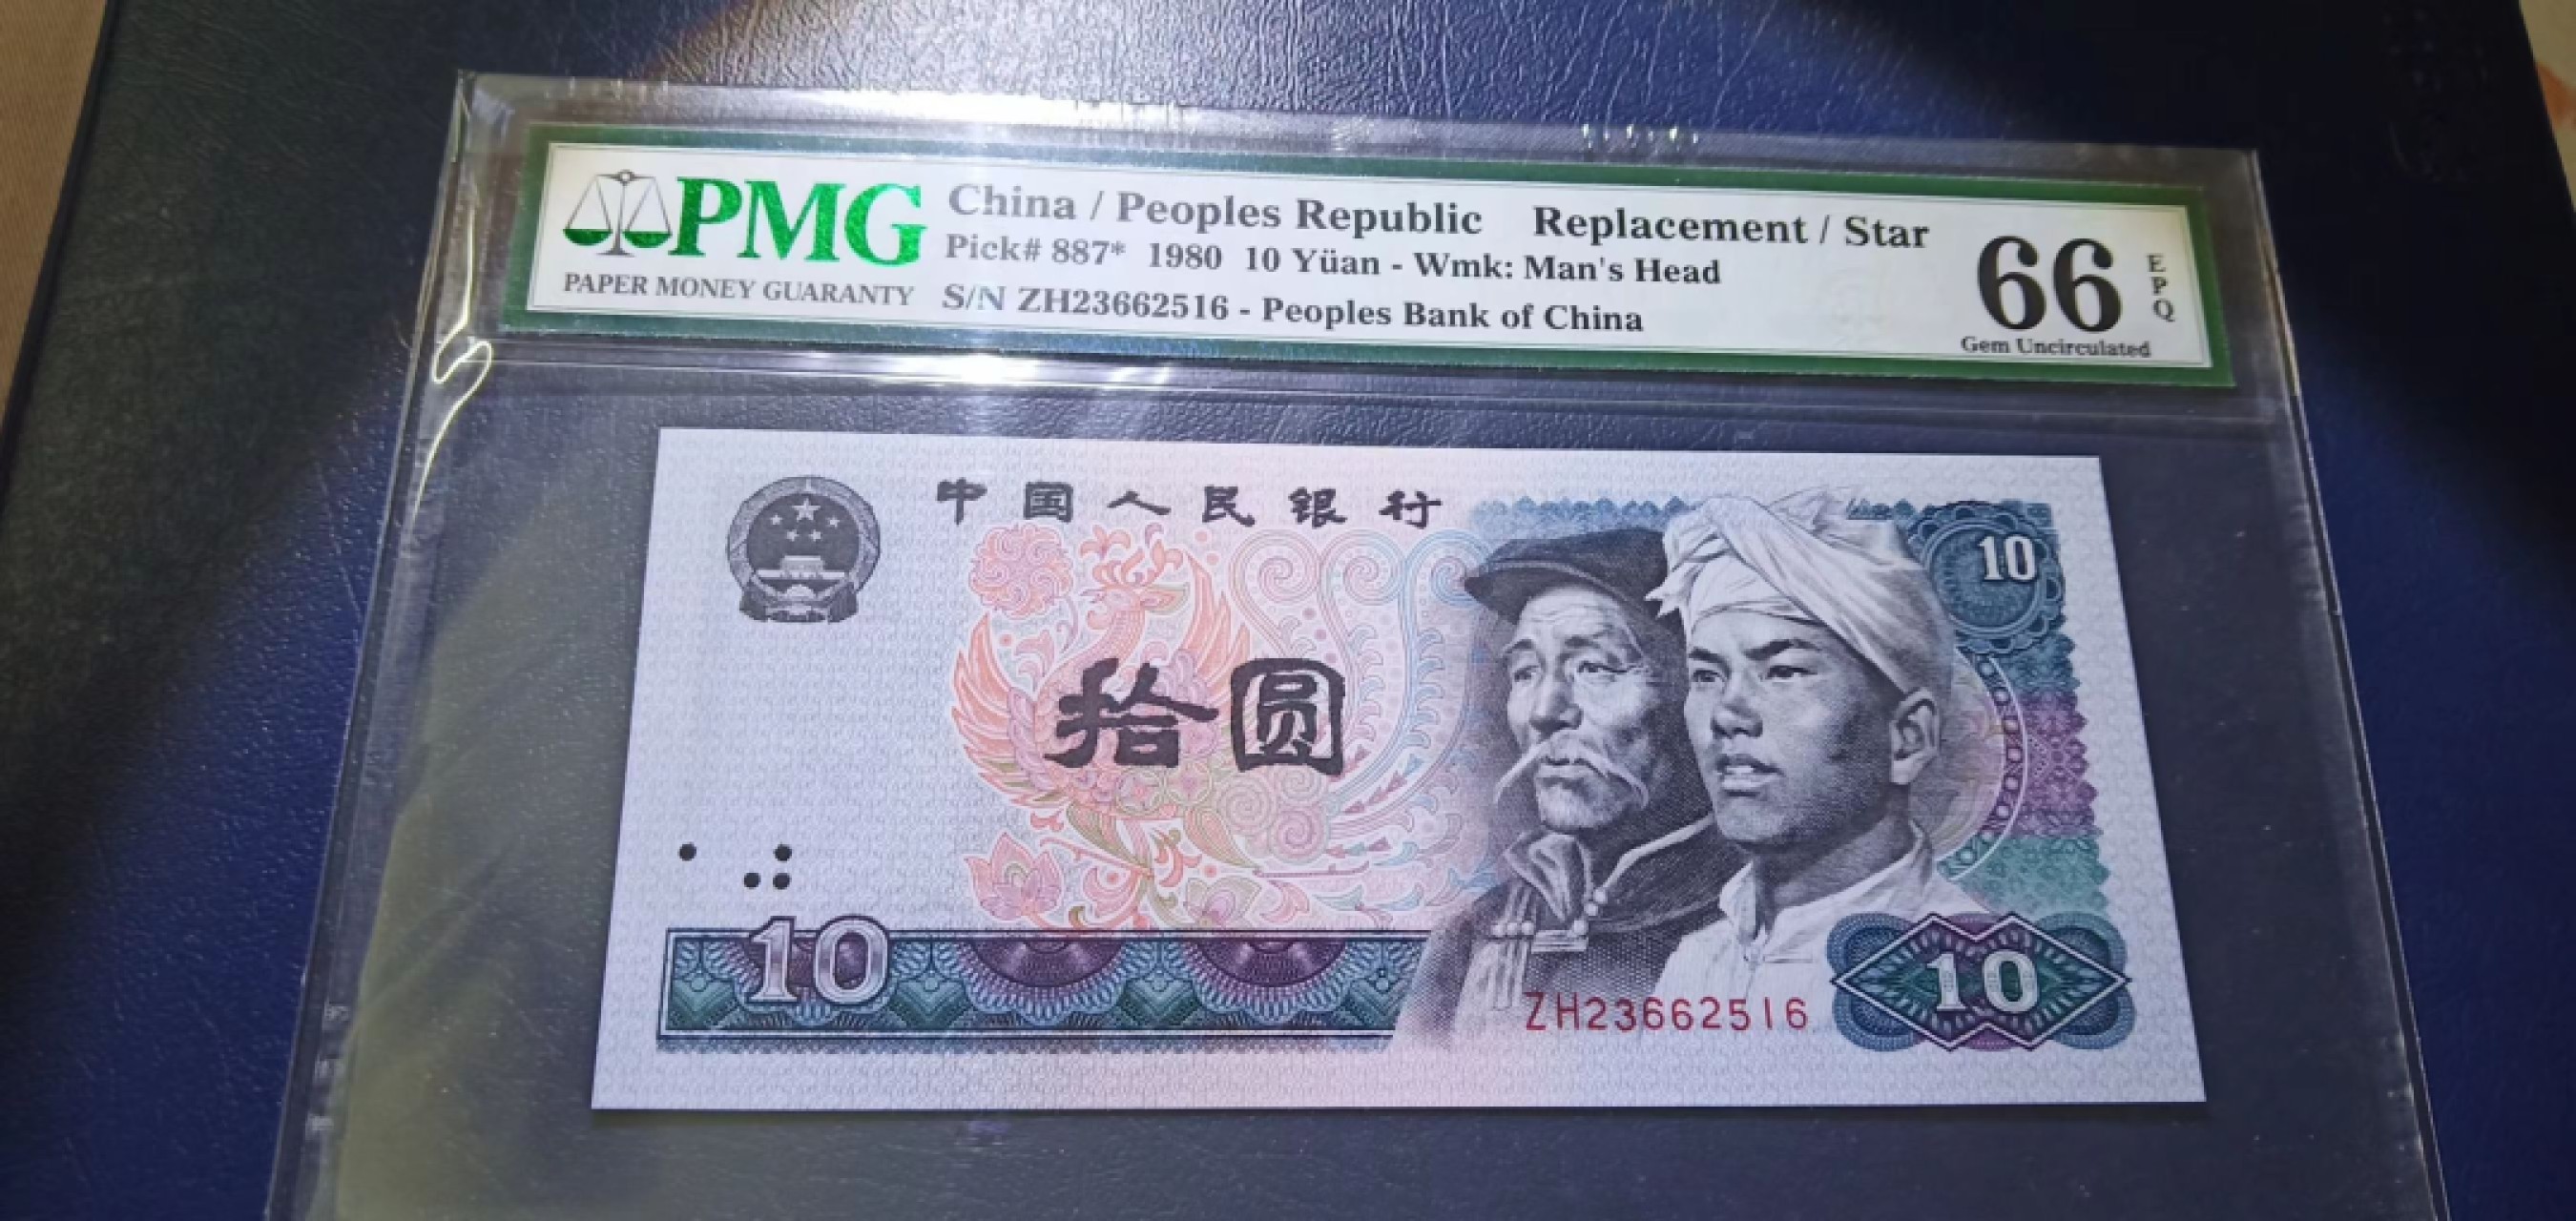 PMG
PAPER MONEY GUARANTY
China / Peoples Republic Replacement / Star
Pick# 887* 1980 10 Yüan - Wmk: Man's Head
S/N ZH23662516 - Peoples Bank of China
66
EPQ
Gem Uncirculated
中国人民银行
10
拾圆
10
ZH23662516
10